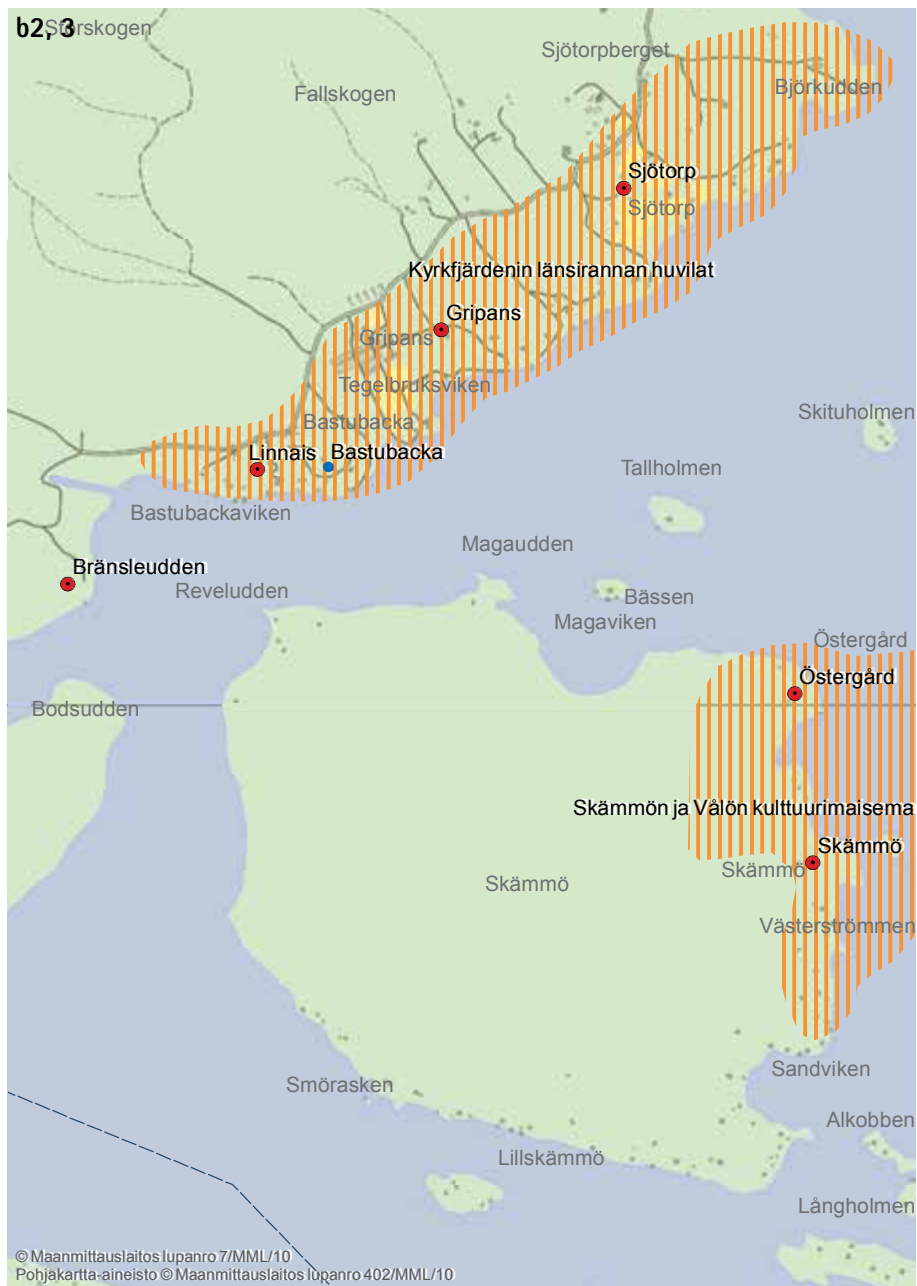 b2, 3
Storskogen
Sjötorpberget
Fallskogen
Björkudden
Sjötorp
Sjötorp
Kyrkfjärdenin länsirannan huvilat
Gripans
Gripans
Tegelbruksviken
Skituholmen
Bastubacka
Linnais
Bastubacka
Tallholmen
Bastubackaviken
Magaudden
Bränsleudden
Reveludden
Bässen
Magaviken
Östergård
Östergård
Bodsudden
Skämmön ja Vålön kulttuurimaisema
Skämmö
Skämmö
Skämmö
Västerströmmen
Sandviken
Smörasken
Alkobben
Lillskämmö
Långholmen
© Maanmittauslaitos lupanro 7/MML/10
Pohjakartta-aineisto © Maanmittauslaitos lupanro 402/MML/10